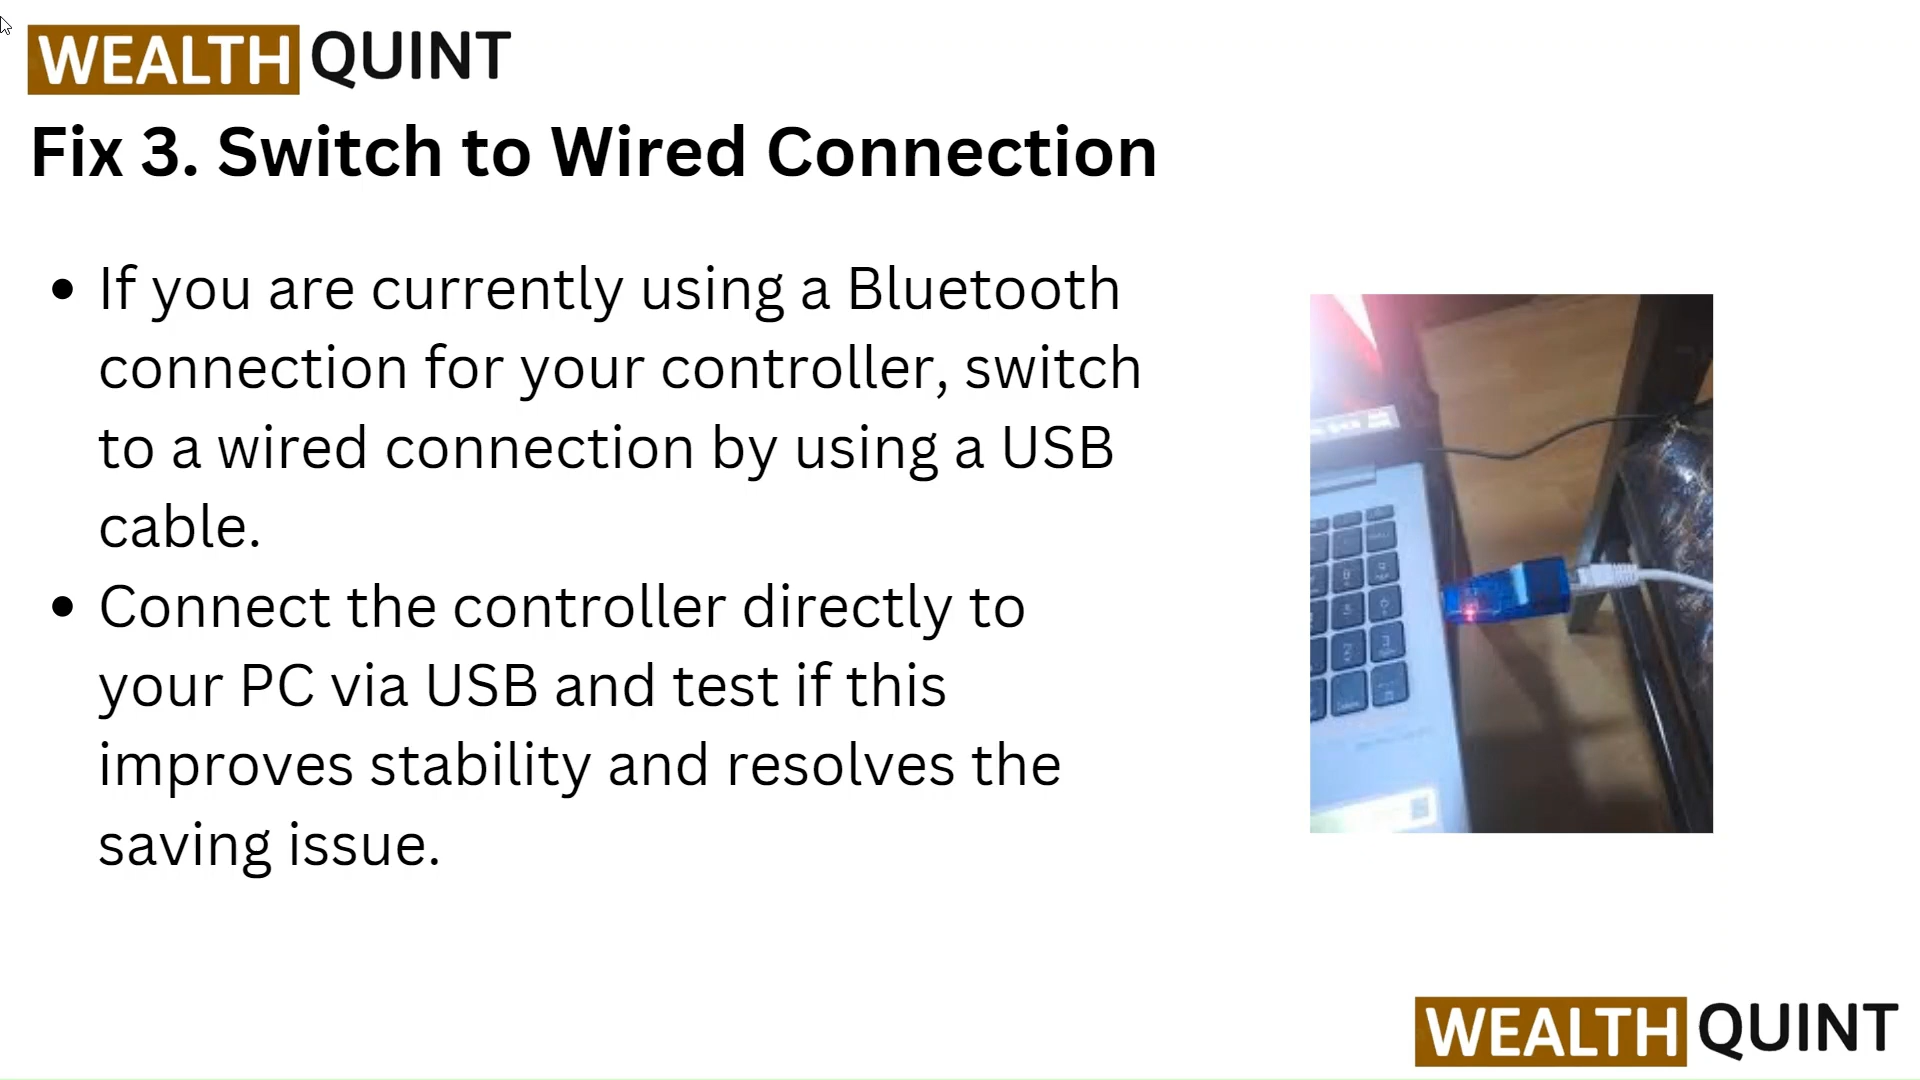 WEALTH QUINT
Fix 3. Switch to Wired Connection
• If you are currently using a Bluetooth
connection for your controller, switch
to a wired connection by using a USB
cable.
• Connect the controller directly to
your PC via USB and test if this
improves stability and resolves the
saving issue.
WEALTH QUINT